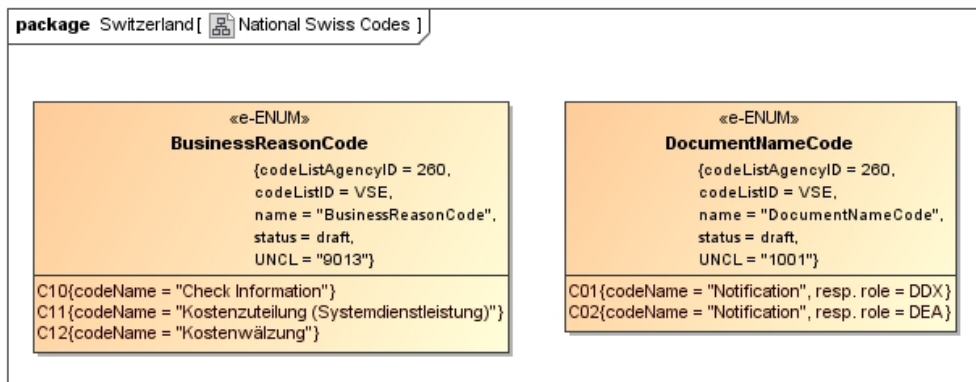 package Switzerland[ National Swiss Codes ]
«e-ENUM»
BusinessReasonCode
{codeListAgencyID = 260,
codeListID = VSE,
name = "BusinessReasonCode",
status = draft,
UNCL = "9013"}
C10{codeName = "Check Information"}
C11{codeName = "Kostenzuteilung (Systemdienstleistung)"}
C12{codeName = "Kostenwälzung"}
«e-ENUM»
DocumentNameCode
{codeListAgencyID = 260,
codeListID = VSE,
name = "DocumentNameCode",
status = draft,
UNCL = "1001"}
C01{codeName = "Notification", resp. role = DDX}
C02{codeName = "Notification", resp. role = DEA}